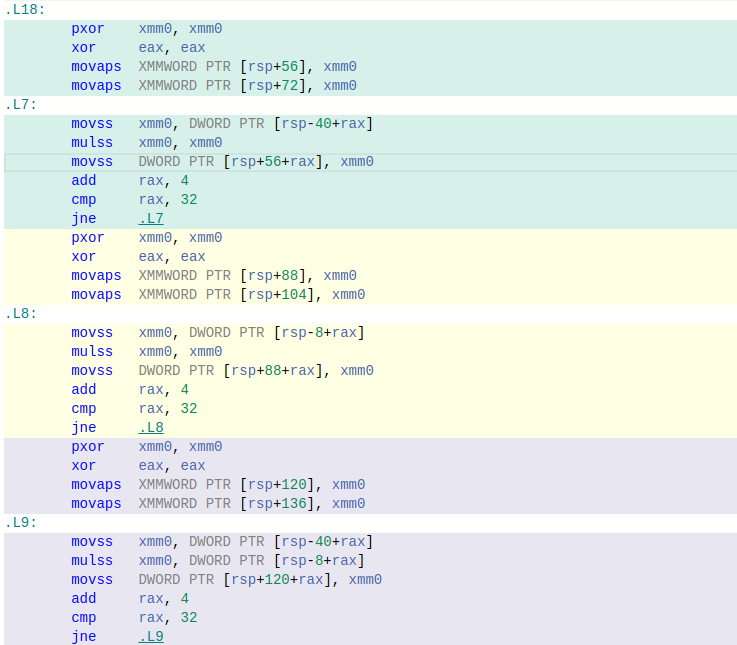 .L18:
pxor xmm0, xmm0
xor eax, eax
movaps XMMWORD PTR [rsp+56], xmm0
movaps XMMWORD PTR [rsp+72], xmm0
.L7:
movss xmm0, DWORD PTR [rsp-40+rax]
mulss xmm0, xmm0
movss DWORD PTR [rsp+56+rax], xmm0
add rax, 4
cmp rax, 32
jne .L7
pxor xmm0, xmm0
xor eax, eax
movaps XMMWORD PTR [rsp+88], xmm0
movaps XMMWORD PTR [rsp+104], xmm0
.L8:
movss xmm0, DWORD PTR [rsp-8+rax]
mulss xmm0, xmm0
movss DWORD PTR [rsp+88+rax], xmm0
add rax, 4
cmp rax, 32
jne .L8
pxor xmm0, xmm0
xor eax, eax
movaps XMMWORD PTR [rsp+120], xmm0
movaps XMMWORD PTR [rsp+136], xmm0
.L9:
movss xmm0, DWORD PTR [rsp-40+rax]
mulss xmm0, DWORD PTR [rsp-8+rax]
movss DWORD PTR [rsp+120+rax], xmm0
add rax, 4
cmp rax, 32
jne .L9